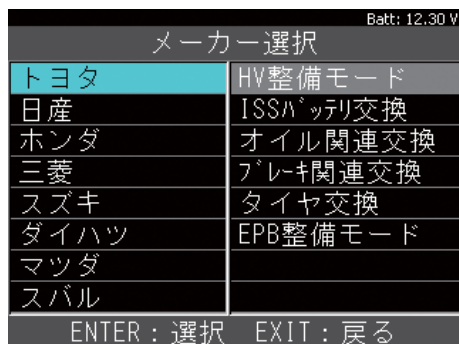 Batt: 12.30 V
メーカー選択
トヨタ
日産
ホンダ
三菱
スズキ
ダイハツ
マツダ
スバル
HV整備モード
ISSバッテリ交換
オイル関連交換
ブレーキ関連交換
タイヤ交換
EPB整備モード
ENTER：選択 EXIT：戻る